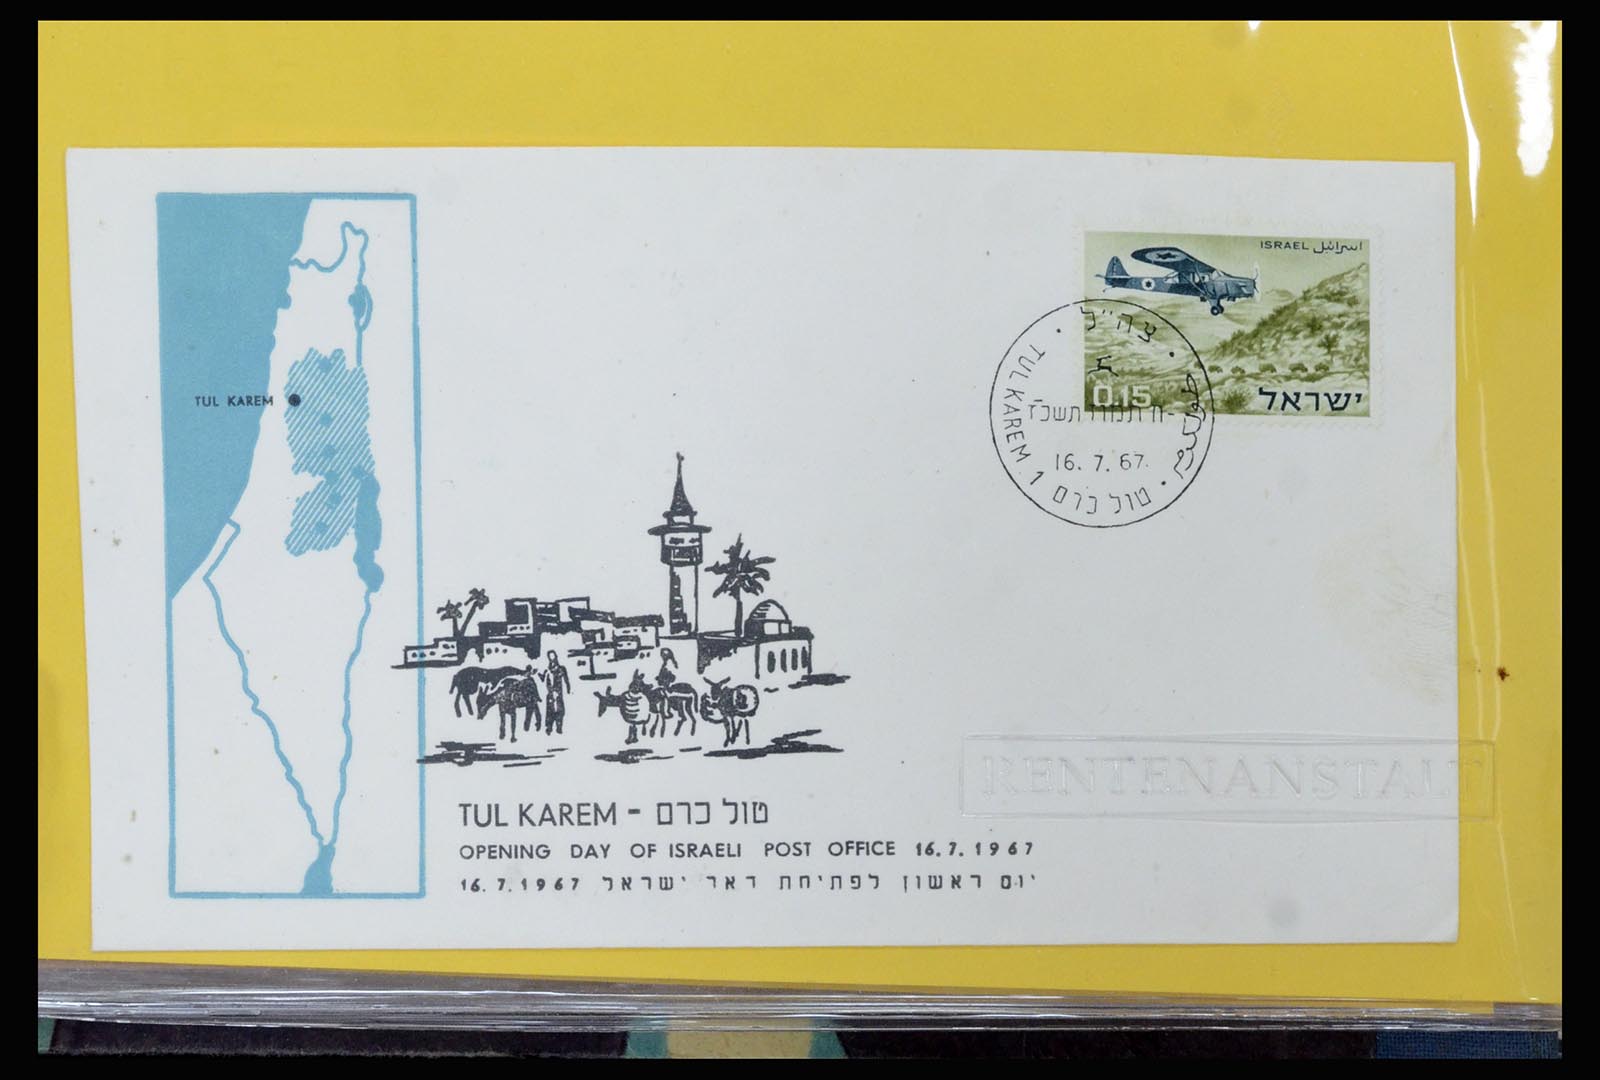 ISRAEL اسرائيل
0.15 ישראל
צה"ל
TUL KAREM 1
ח תמוז תשכ"ז
16. 7. 67.
טול כרם
TUL KAREM
RENTENANSTALT
TUL KAREM - טול כרם
OPENING DAY OF ISRAELI POST OFFICE 16.7.1967
יום ראשון לפתיחת דאר ישראל 16.7.1967